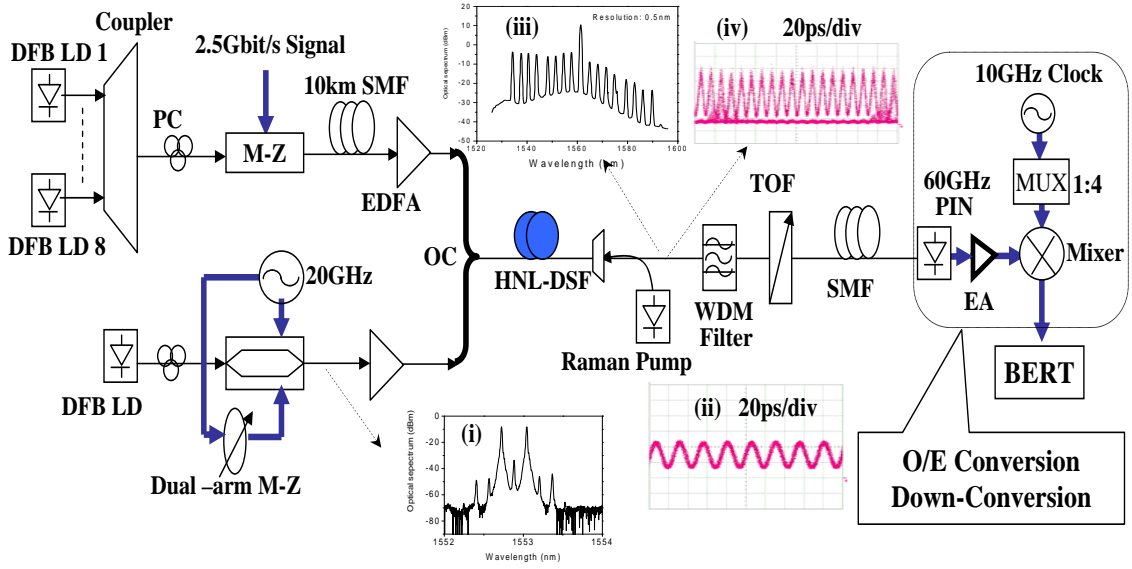 Coupler
DFB LD 1
DFB LD 8
PC
2.5Gbit/s Signal
M-Z
10km SMF
EDFA
OC
20GHz
DFB LD
Dual –arm M-Z
HNL-DSF
Raman Pump
WDM
Filter
TOF
SMF
60GHz
PIN
EA
10GHz Clock
MUX
1:4
Mixer
BERT
O/E Conversion
Down-Conversion
(iii)
Resolution: 0.5nm
Optical sepectrum (dBm)
20
10
0
-10
-20
-30
-40
-50
1520
1540
1560
1580
1600
(iv)
20ps/div
(i)
Optical sepectrum (dBm)
0
-20
-40
-60
-80
1552
1553
1554
Wavelength (nm)
(ii)
20ps/div